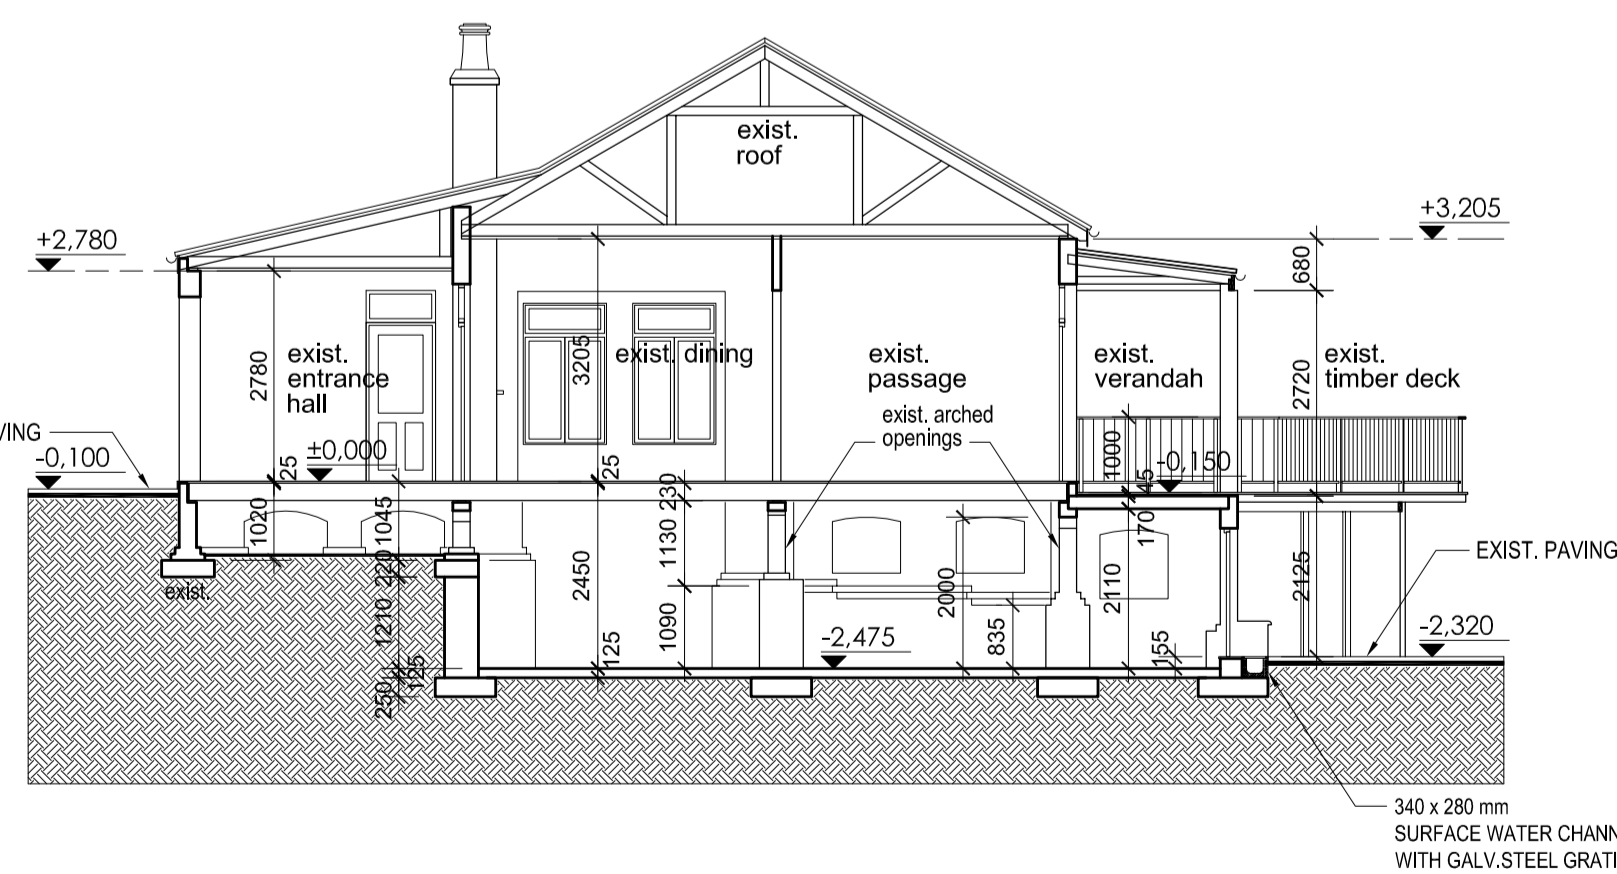 exist.
roof
+3,205
+2,780
680
3205
2780
2720
exist.
entrance
hall
exist. dining
exist.
passage
exist.
verandah
exist.
timber deck
exist. arched
openings
VING
-0,100
±0,000
25
25
230
1000
45
-0,150
1020
1045
220
1130
170
2450
2000
2110
2125
EXIST. PAVING
exist.
1210
1090
835
155
-2,475
-2,320
125
125
250
340 x 280 mm
SURFACE WATER CHANN
WITH GALV.STEEL GRATI